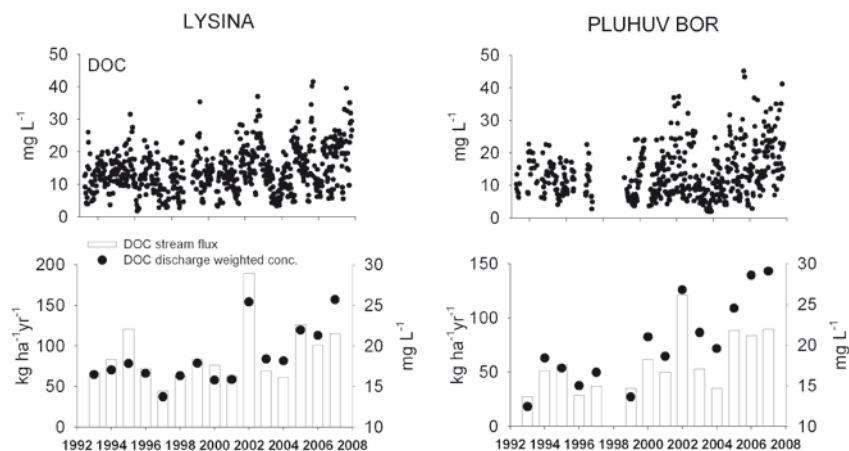 LYSINA
PLUHUV BOR
DOC
mg L⁻¹
50
40
30
20
10
0
mg L⁻¹
50
40
30
20
10
0
DOC stream flux
DOC discharge weighted conc.
kg ha⁻¹yr⁻¹
200
150
100
50
0
30
25
20
15
10
mg L⁻¹
1992 1994 1996 1998 2000 2002 2004 2006 2008
kg ha⁻¹yr⁻¹
150
100
50
0
30
25
20
15
10
mg L⁻¹
1992 1994 1996 1998 2000 2002 2004 2006 2008